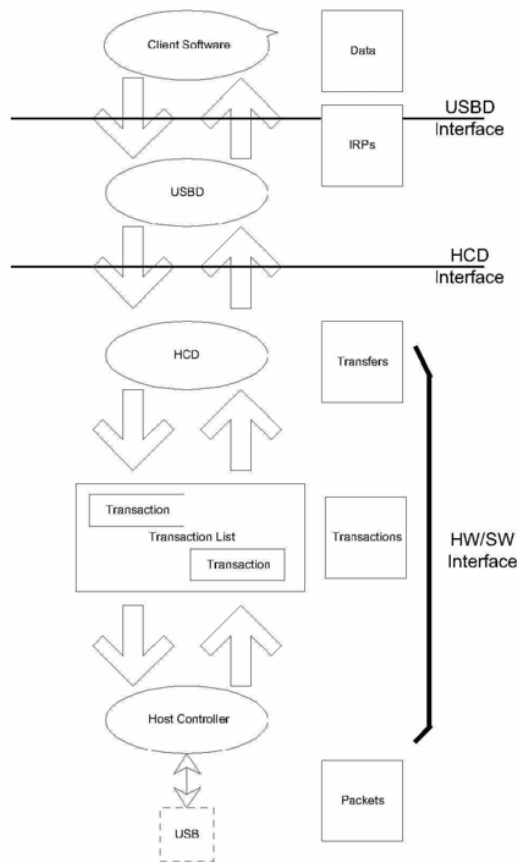 Client Software
Data
USBD
Interface
IRPs
USBD
HCD
Interface
HCD
Transfers
Transaction
Transaction List
Transaction
Transactions
HW/SW
Interface
Host Controller
Packets
USB